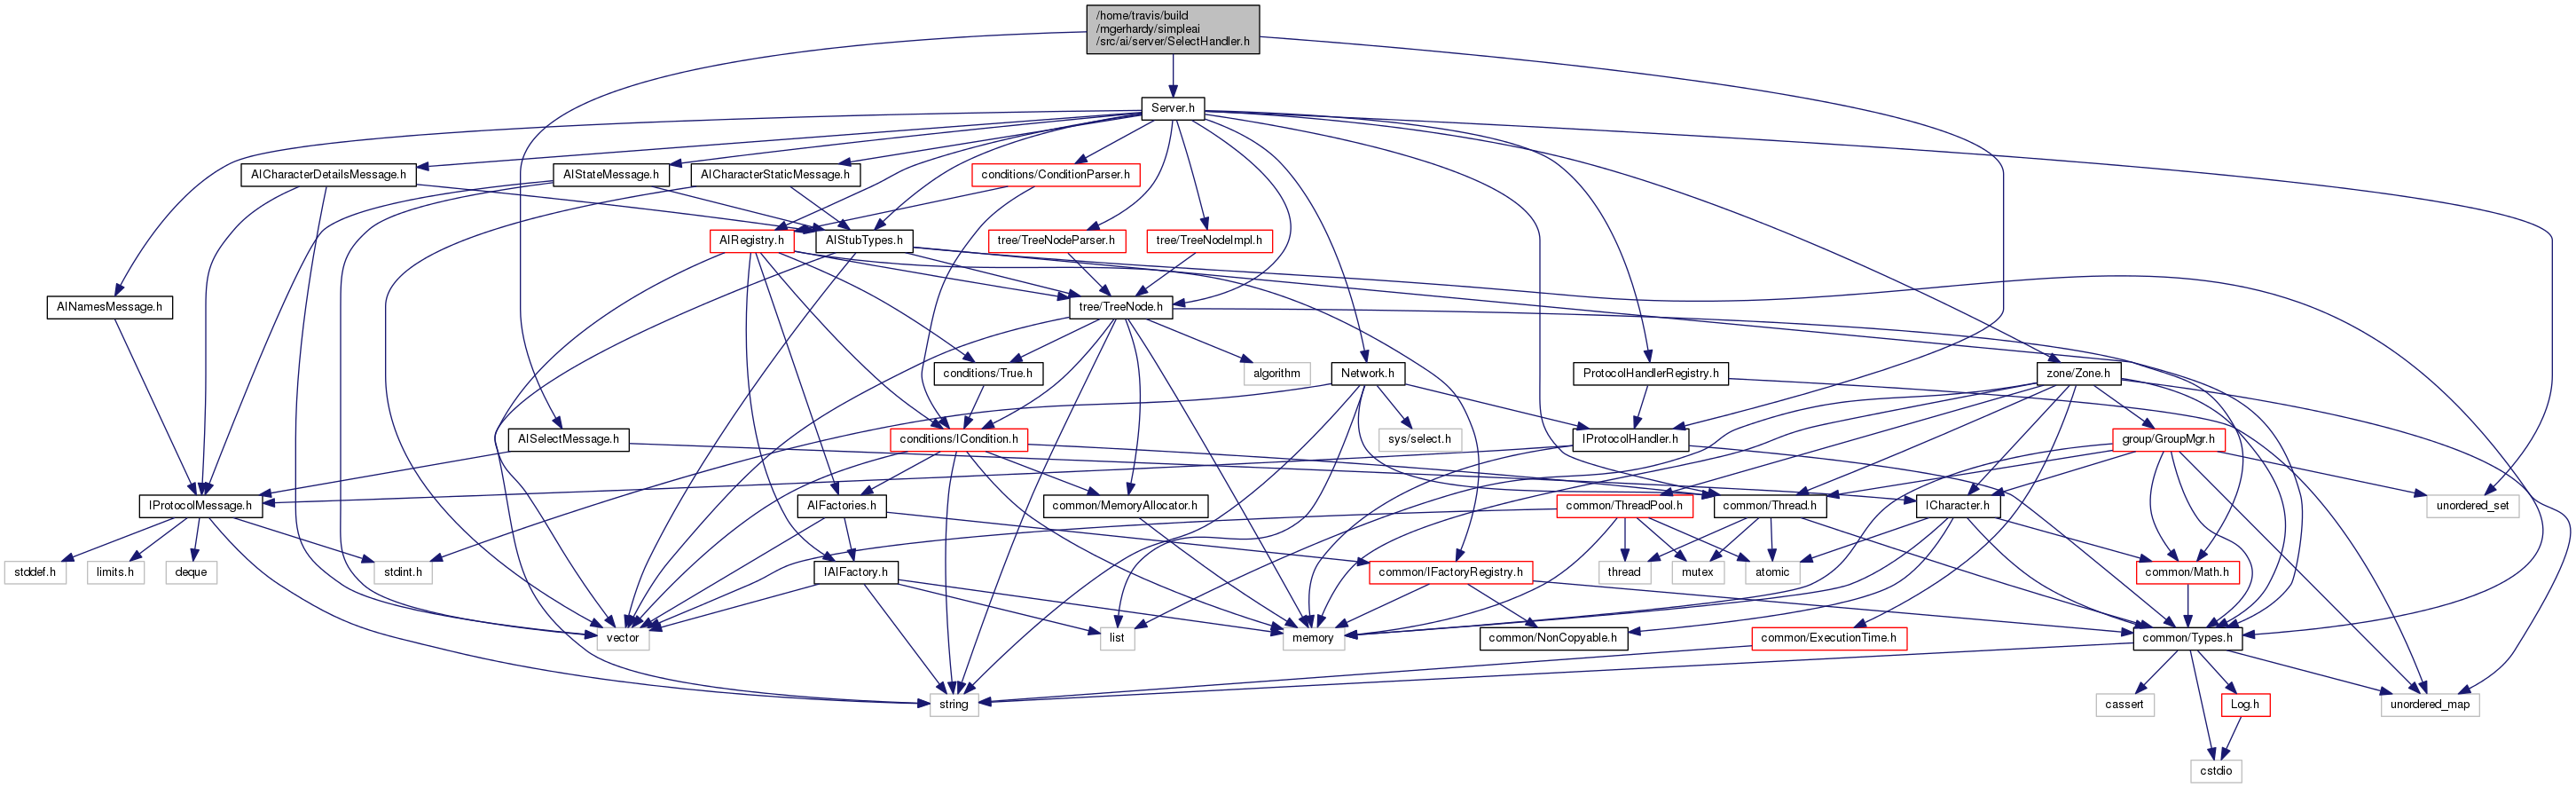 /home/travis/build
/mgerhardy/simpleai
/src/ai/server/SelectHandler.h
Server.h
AICharacterDetailsMessage.h
AIStateMessage.h
AICharacterStaticMessage.h
conditions/ConditionParser.h
AIRegistry.h
AIStubTypes.h
tree/TreeNodeParser.h
tree/TreeNodeImpl.h
AINamesMessage.h
tree/TreeNode.h
conditions/True.h
algorithm
Network.h
ProtocolHandlerRegistry.h
zone/Zone.h
AISelectMessage.h
conditions/ICondition.h
sys/select.h
IProtocolHandler.h
group/GroupMgr.h
IProtocolMessage.h
AIFactories.h
common/MemoryAllocator.h
common/ThreadPool.h
common/Thread.h
ICharacter.h
unordered_set
stddef.h
limits.h
deque
stdint.h
IAIFactory.h
common/IFactoryRegistry.h
thread
mutex
atomic
common/Math.h
vector
list
memory
common/NonCopyable.h
common/ExecutionTime.h
common/Types.h
string
cassert
Log.h
unordered_map
cstdio